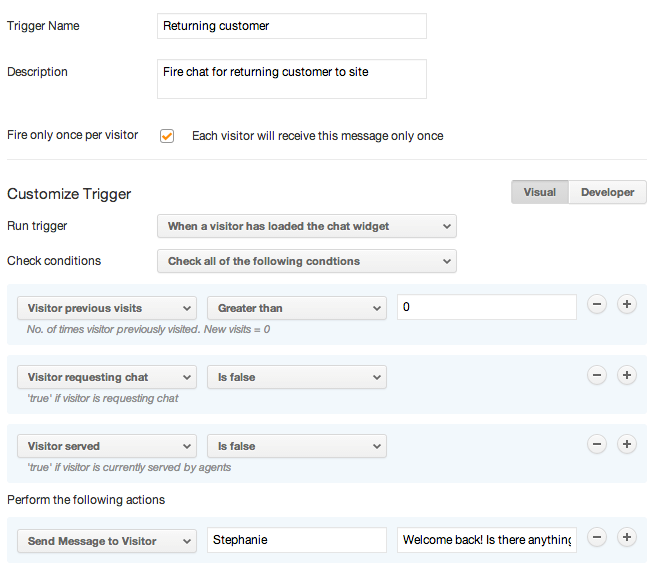 Trigger Name Returning customer
Description Fire chat for returning customer to site
Fire only once per visitor Each visitor will receive this message only once
Customize Trigger Visual Developer
Run trigger When a visitor has loaded the chat widget
Check conditions Check all of the following condtions
Visitor previous visits Greater than 0
No. of times visitor previously visited. New visits = 0
Visitor requesting chat Is false
'true' if visitor is requesting chat
Visitor served Is false
'true' if visitor is currently served by agents
Perform the following actions
Send Message to Visitor Stephanie Welcome back! Is there anything